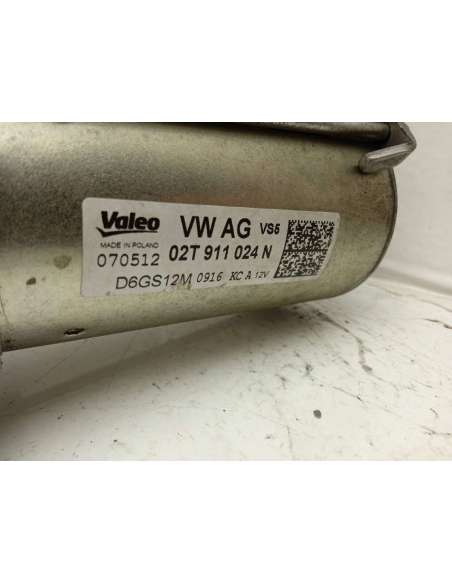 Valeo VW AG VS5
MADE IN POLAND
070512 02T 911 024 N
D6GS12M 0916 KC A 12V